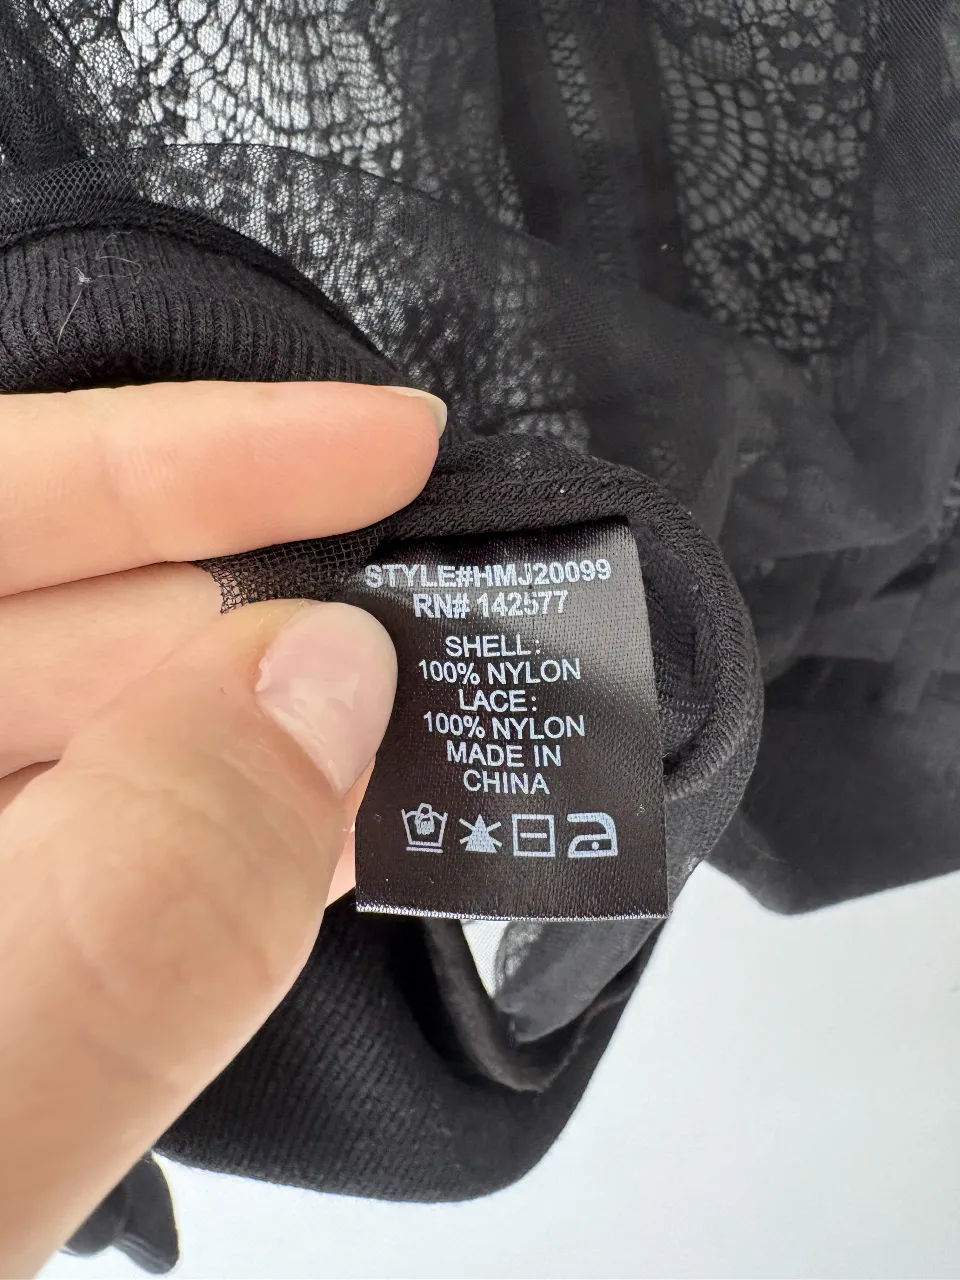 STYLE#HMJ20099
RN# 142577
SHELL:
100% NYLON
LACE:
100% NYLON
MADE IN
CHINA